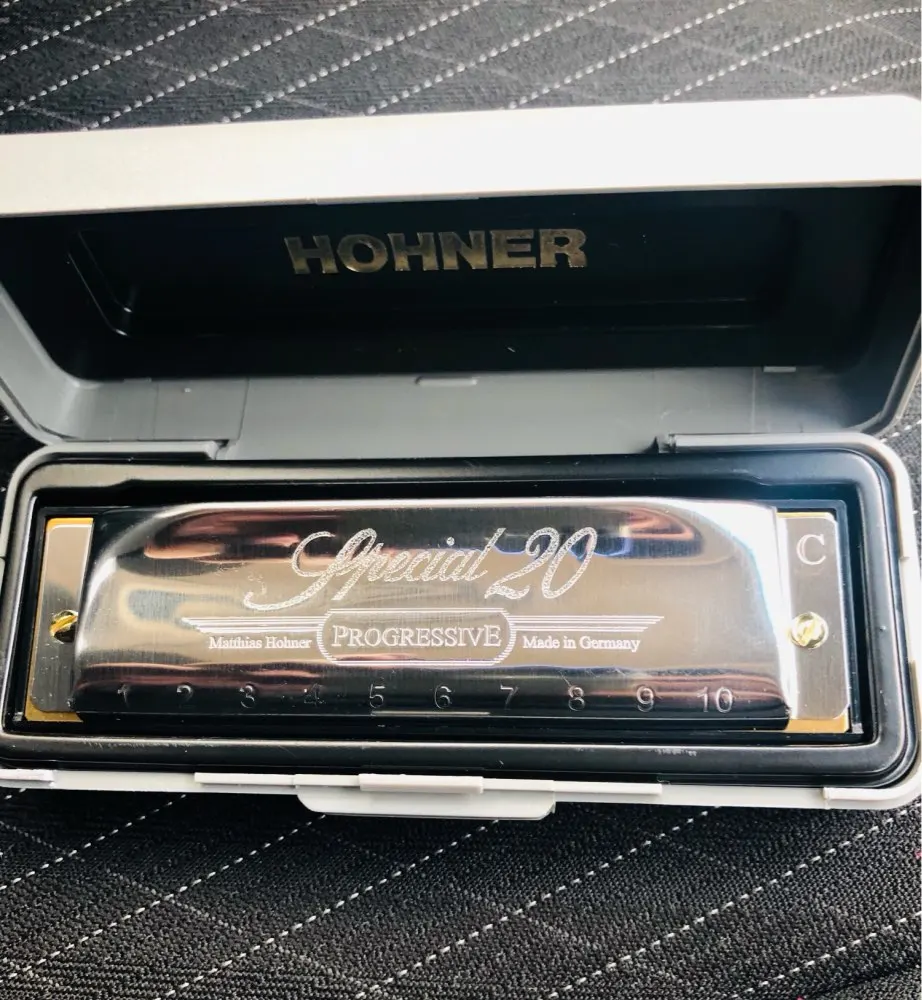 HOHNER
Special 20
C
Matthias Hohner PROGRESSIVE Made in Germany
1 2 3 4 5 6 7 8 9 10